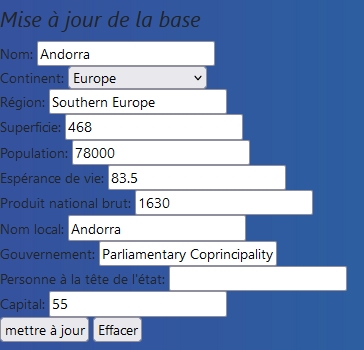 Mise à jour de la base
Nom: Andorra
Continent: Europe
Région: Southern Europe
Superficie: 468
Population: 78000
Espérance de vie: 83.5
Produit national brut: 1630
Nom local: Andorra
Gouvernement: Parliamentary Coprincipality
Personne à la tête de l'état:
Capital: 55
mettre à jour Effacer